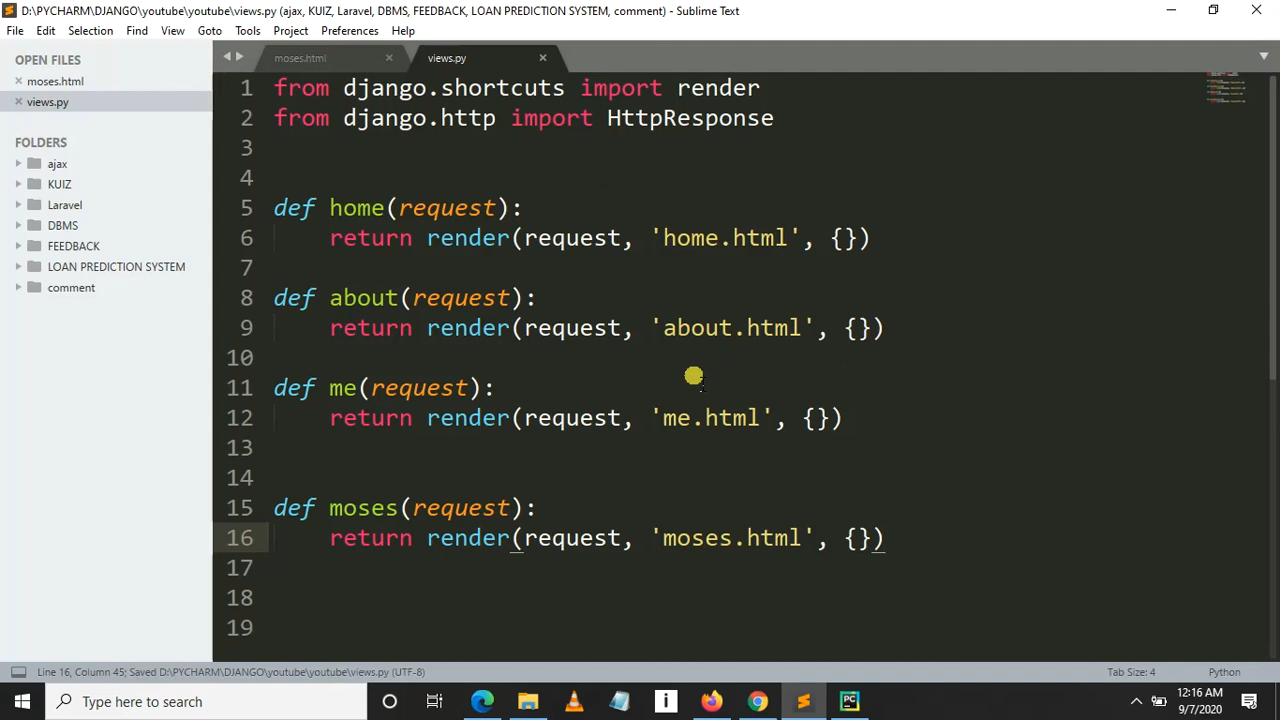 D:\PYCHARM\DJANGO\youtube\youtube\views.py (ajax, KUIZ, Laravel, DBMS, FEEDBACK, LOAN PREDICTION SYSTEM, comment) - Sublime Text
File Edit Selection Find View Goto Tools Project Preferences Help
OPEN FILES
moses.html
views.py
FOLDERS
ajax
KUIZ
Laravel
DBMS
FEEDBACK
LOAN PREDICTION SYSTEM
comment
moses.html views.py
1 from django.shortcuts import render
2 from django.http import HttpResponse
3
4
5 def home(request):
6 return render(request, 'home.html', {})
7
8 def about(request):
9 return render(request, 'about.html', {})
10
11 def me(request):
12 return render(request, 'me.html', {})
13
14
15 def moses(request):
16 return render(request, 'moses.html', {})
17
18
19
Line 16, Column 45; Saved D:\PYCHARM\DJANGO\youtube\youtube\views.py (UTF-8) Tab Size: 4 Python
Type here to search
12:16 AM
9/7/2020